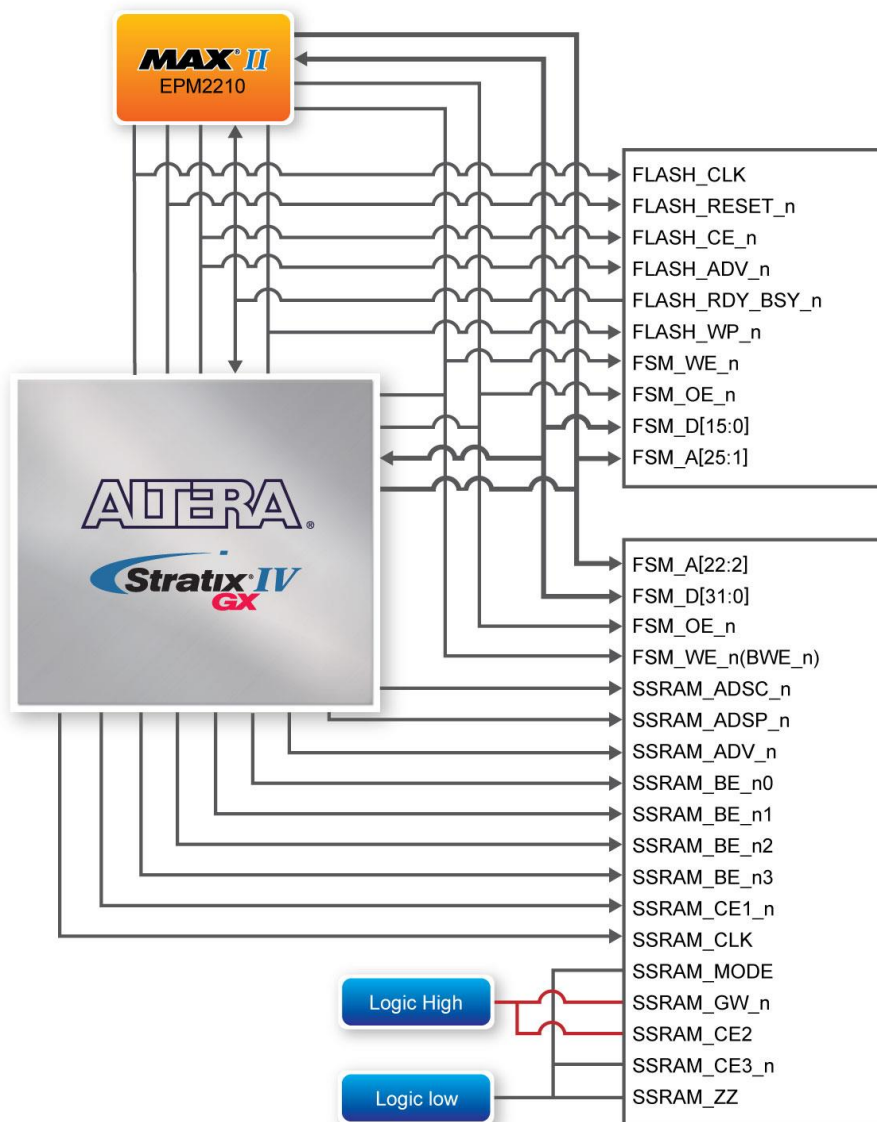 MAX® II
EPM2210
FLASH_CLK
FLASH_RESET_n
FLASH_CE_n
FLASH_ADV_n
FLASH_RDY_BSY_n
FLASH_WP_n
FSM_WE_n
FSM_OE_n
FSM_D[15:0]
FSM_A[25:1]
ALTERA®
Stratix® IV
GX
FSM_A[22:2]
FSM_D[31:0]
FSM_OE_n
FSM_WE_n(BWE_n)
SSRAM_ADSC_n
SSRAM_ADSP_n
SSRAM_ADV_n
SSRAM_BE_n0
SSRAM_BE_n1
SSRAM_BE_n2
SSRAM_BE_n3
SSRAM_CE1_n
SSRAM_CLK
SSRAM_MODE
SSRAM_GW_n
SSRAM_CE2
SSRAM_CE3_n
SSRAM_ZZ
Logic High
Logic low